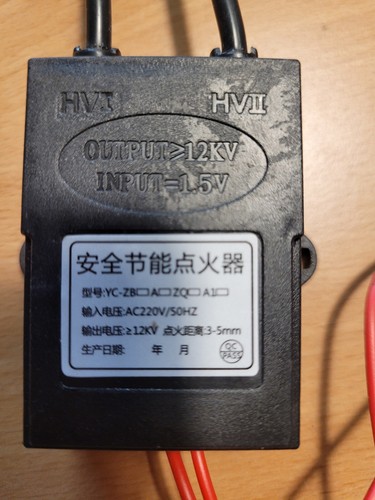 HVI HVII
OUTPUT≥12KV
INPUT=1.5V
安全节能点火器
型号:YC-ZB□A□ZQ□A1□
输入电压:AC220V/50HZ
输出电压:≥12KV 点火距离:3-5mm
生产日期: 年 月
QC
PASS